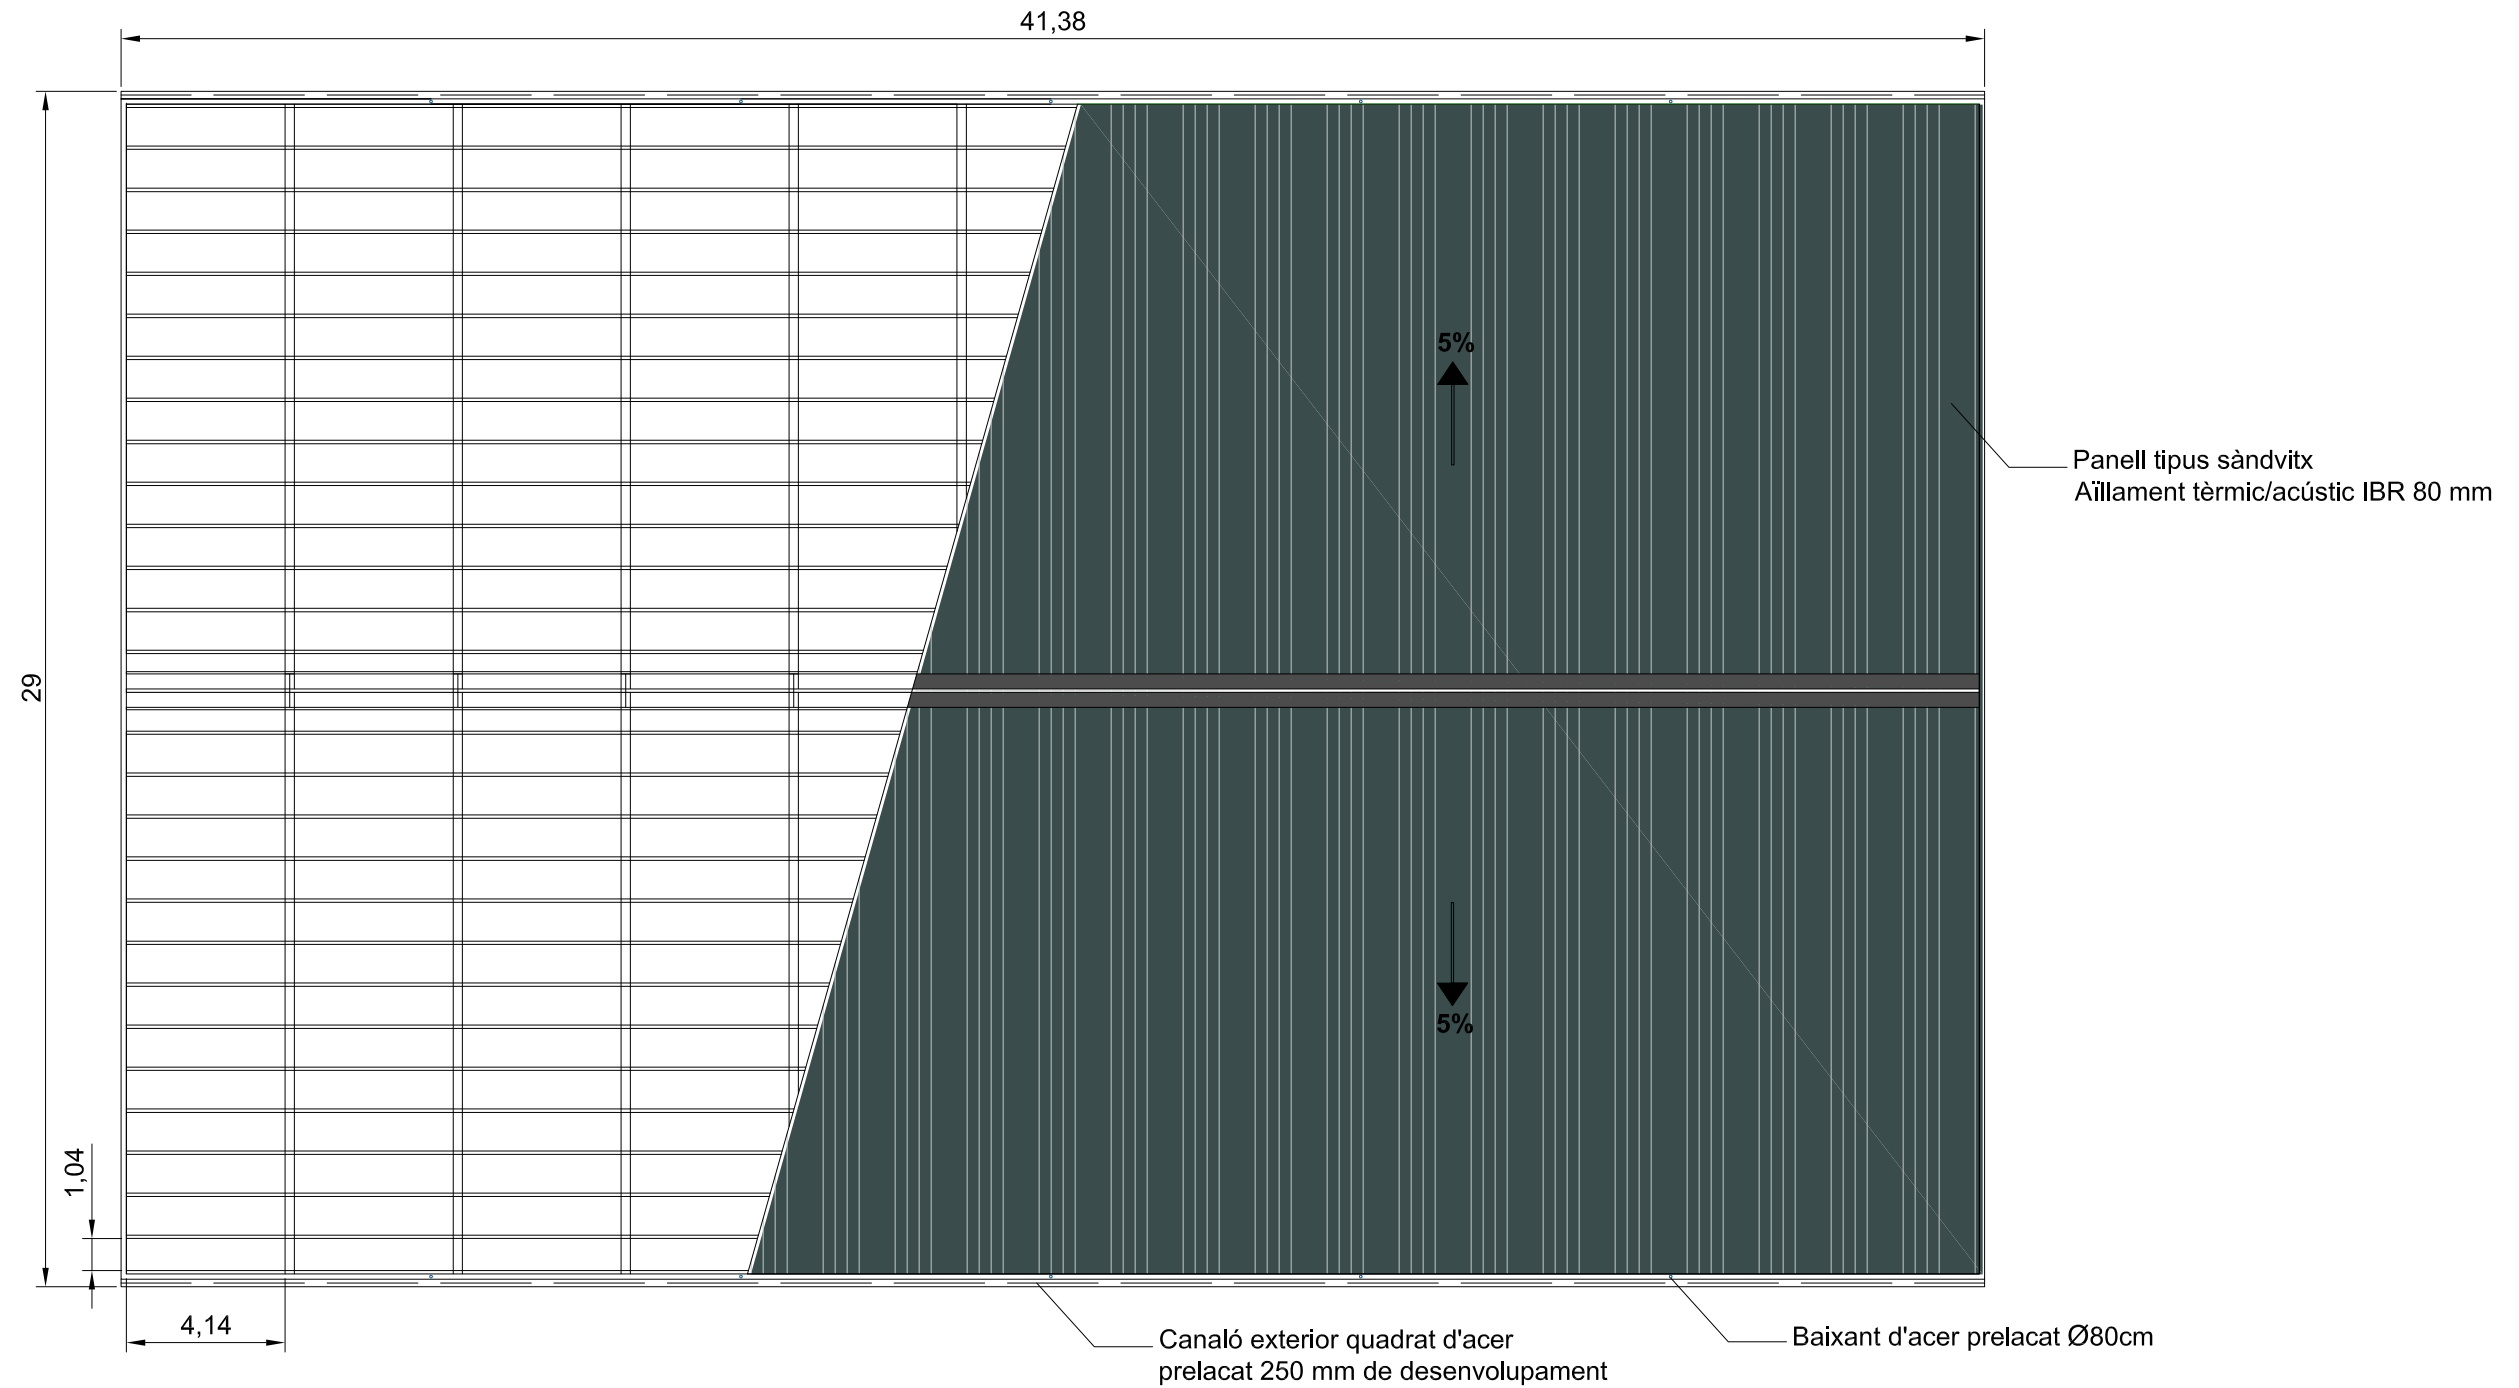 41,38
5%
Panell tipus sàndvitx
Aïllament tèrmic/acústic IBR 80 mm
29
5%
1,04
4,14
Canaló exterior quadrat d'acer
prelacat 250 mm de desenvolupament
Baixant d'acer prelacat Ø80cm